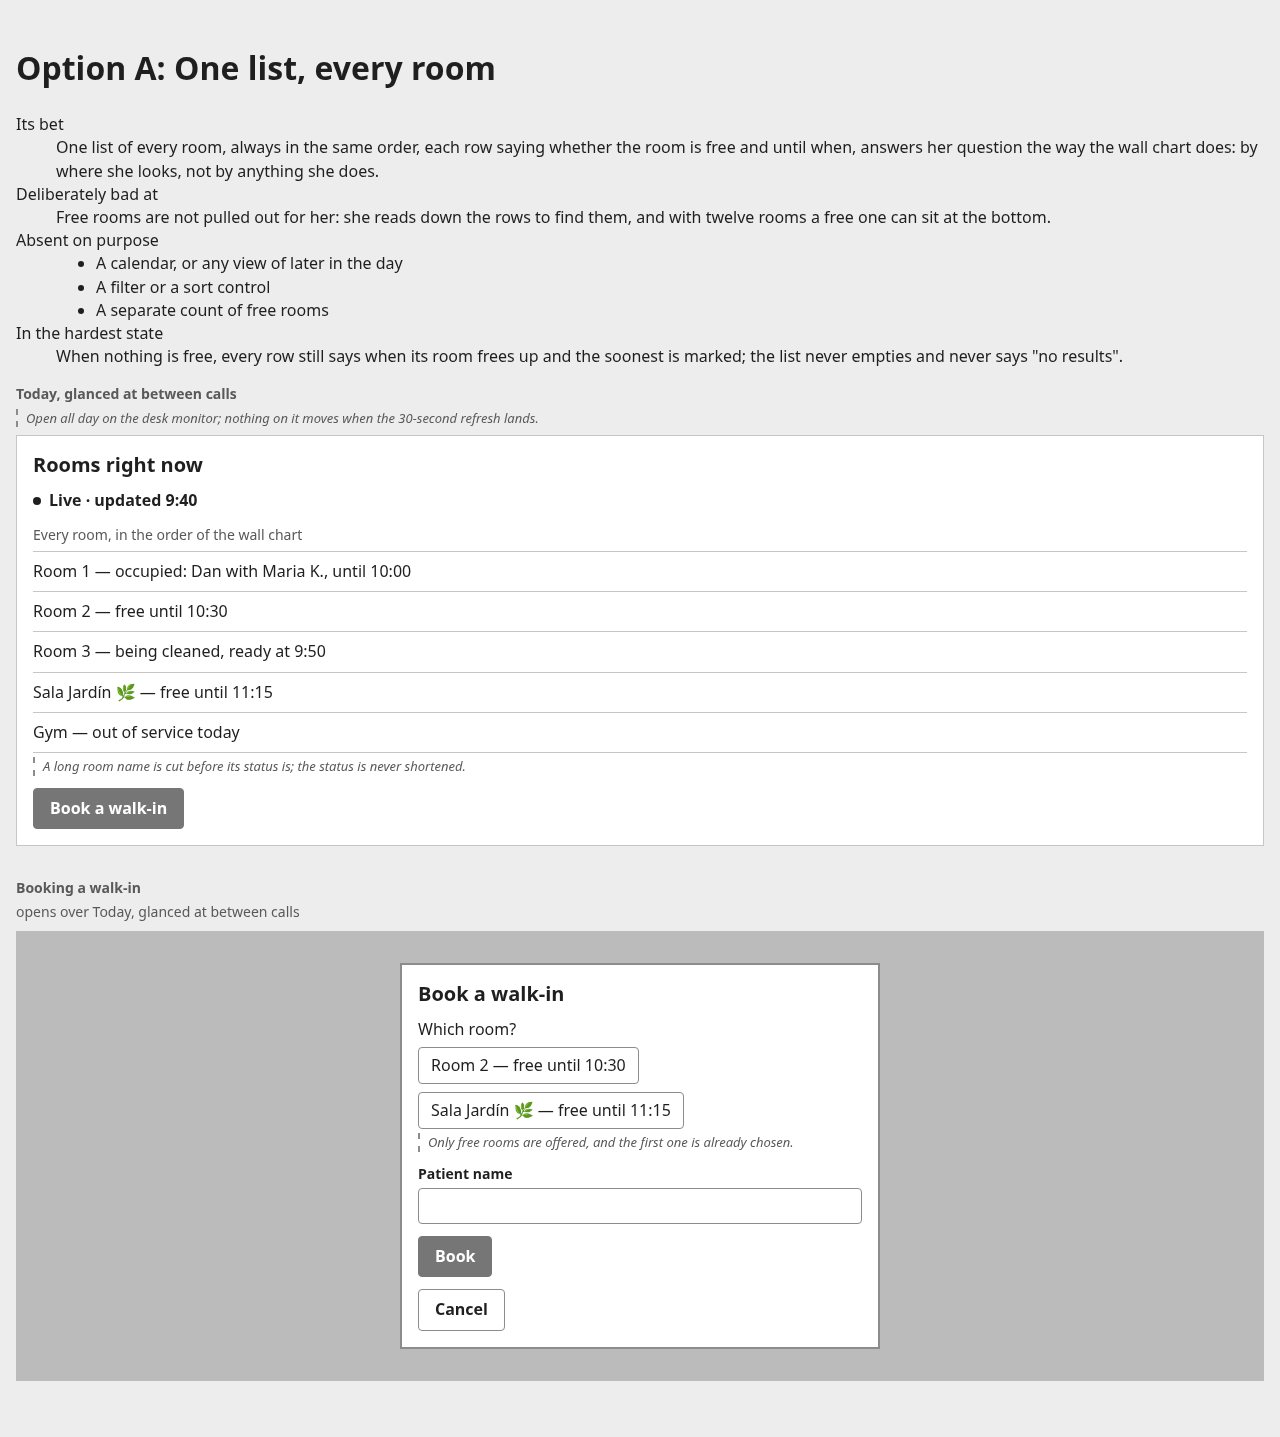 Option A: One list, every room
Its bet
One list of every room, always in the same order, each row saying whether the room is free and until when, answers her question the way the wall chart does: by
where she looks, not by anything she does.
Deliberately bad at
Free rooms are not pulled out for her: she reads down the rows to find them, and with twelve rooms a free one can sit at the bottom.
Absent on purpose
• A calendar, or any view of later in the day
• A filter or a sort control
• A separate count of free rooms
In the hardest state
When nothing is free, every row still says when its room frees up and the soonest is marked; the list never empties and never says "no results".
Today, glanced at between calls
Open all day on the desk monitor; nothing on it moves when the 30-second refresh lands.
Rooms right now
● Live · updated 9:40
Every room, in the order of the wall chart
Room 1 — occupied: Dan with Maria K., until 10:00
Room 2 — free until 10:30
Room 3 — being cleaned, ready at 9:50
Sala Jardín 🌿 — free until 11:15
Gym — out of service today
A long room name is cut before its status is; the status is never shortened.
Book a walk-in
Booking a walk-in
opens over Today, glanced at between calls
Book a walk-in
Which room?
Room 2 — free until 10:30
Sala Jardín 🌿 — free until 11:15
Only free rooms are offered, and the first one is already chosen.
Patient name
Book
Cancel